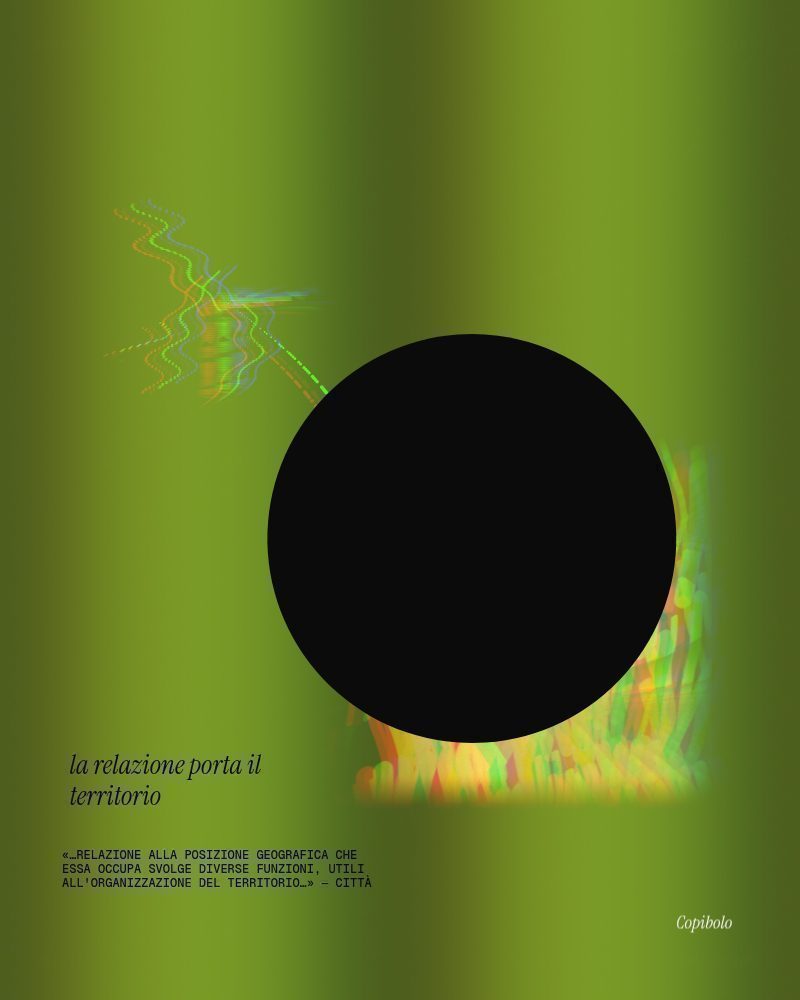 la relazione porta il
territorio
«…RELAZIONE ALLA POSIZIONE GEOGRAFICA CHE
ESSA OCCUPA SVOLGE DIVERSE FUNZIONI, UTILI
ALL'ORGANIZZAZIONE DEL TERRITORIO…» — CITTÀ
Copibolo